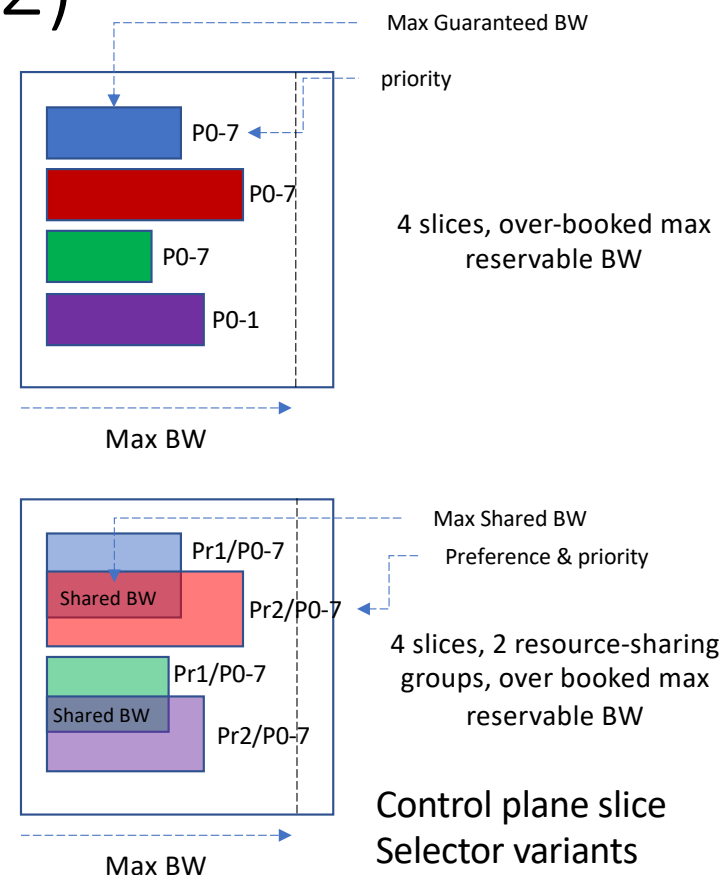 2)
Max Guaranteed BW
priority
P0-7
P0-7
P0-7
P0-1
4 slices, over-booked max
reservable BW
Max BW
Max Shared BW
Preference & priority
Pr1/P0-7
Shared BW
Pr2/P0-7
Pr1/P0-7
Shared BW
Pr2/P0-7
4 slices, 2 resource-sharing
groups, over booked max
reservable BW
Max BW
Control plane slice
Selector variants